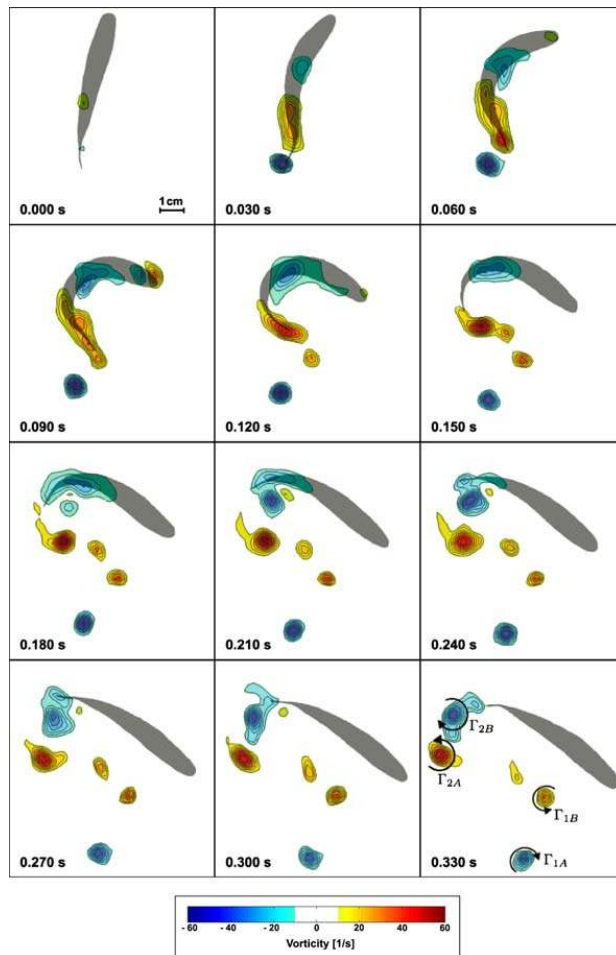 0.000 s
1 cm
0.030 s
0.060 s
0.090 s
0.120 s
0.150 s
0.180 s
0.210 s
0.240 s
0.270 s
0.300 s
0.330 s
Γ2B
Γ2A
Γ1B
Γ1A
- 60 - 40 - 20 0 20 40 60
Vorticity [1/s]